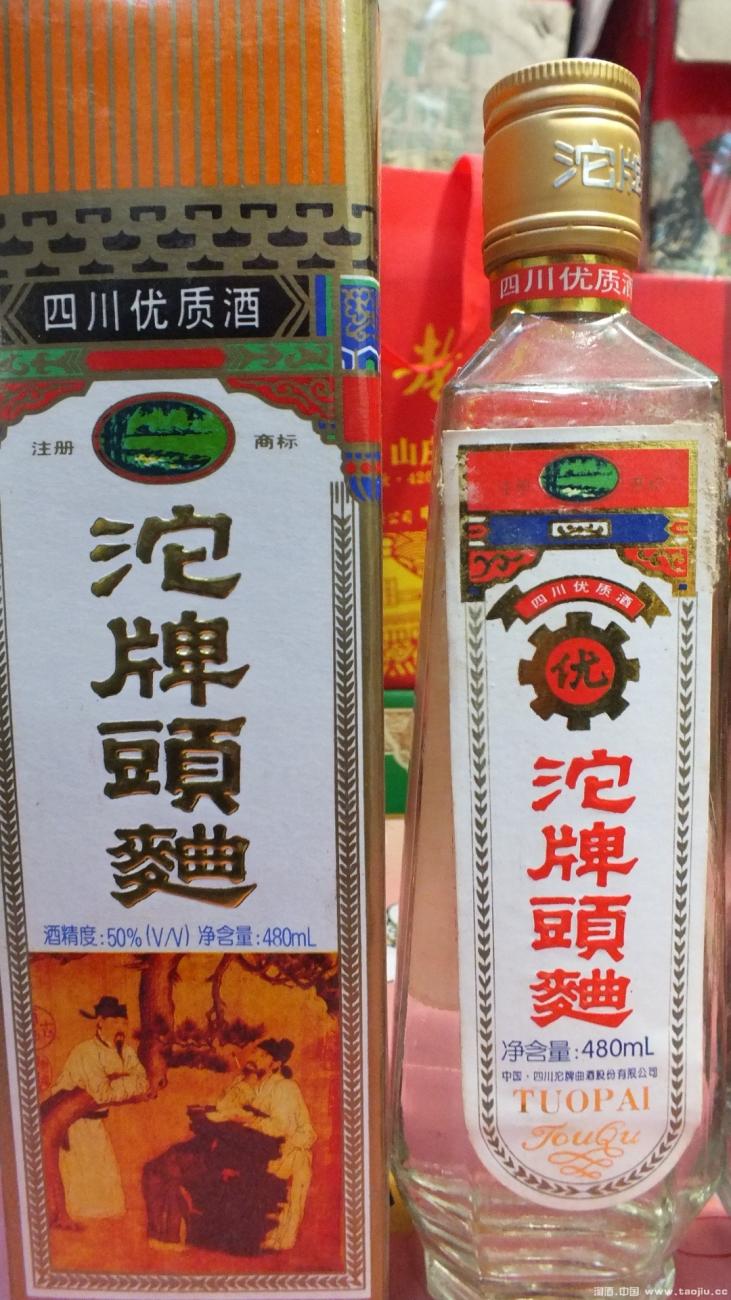 四川优质酒
注册 商标
沱牌頭麯
酒精度:50%(V/V) 净含量:480mL
沱牌
四川优质酒
四川优质酒
优
沱牌頭麯
净含量:480mL
中国·四川沱牌曲酒股份有限公司
TUOPAI
TouQu
山庄
淘酒.中国 www.taojiu.cc